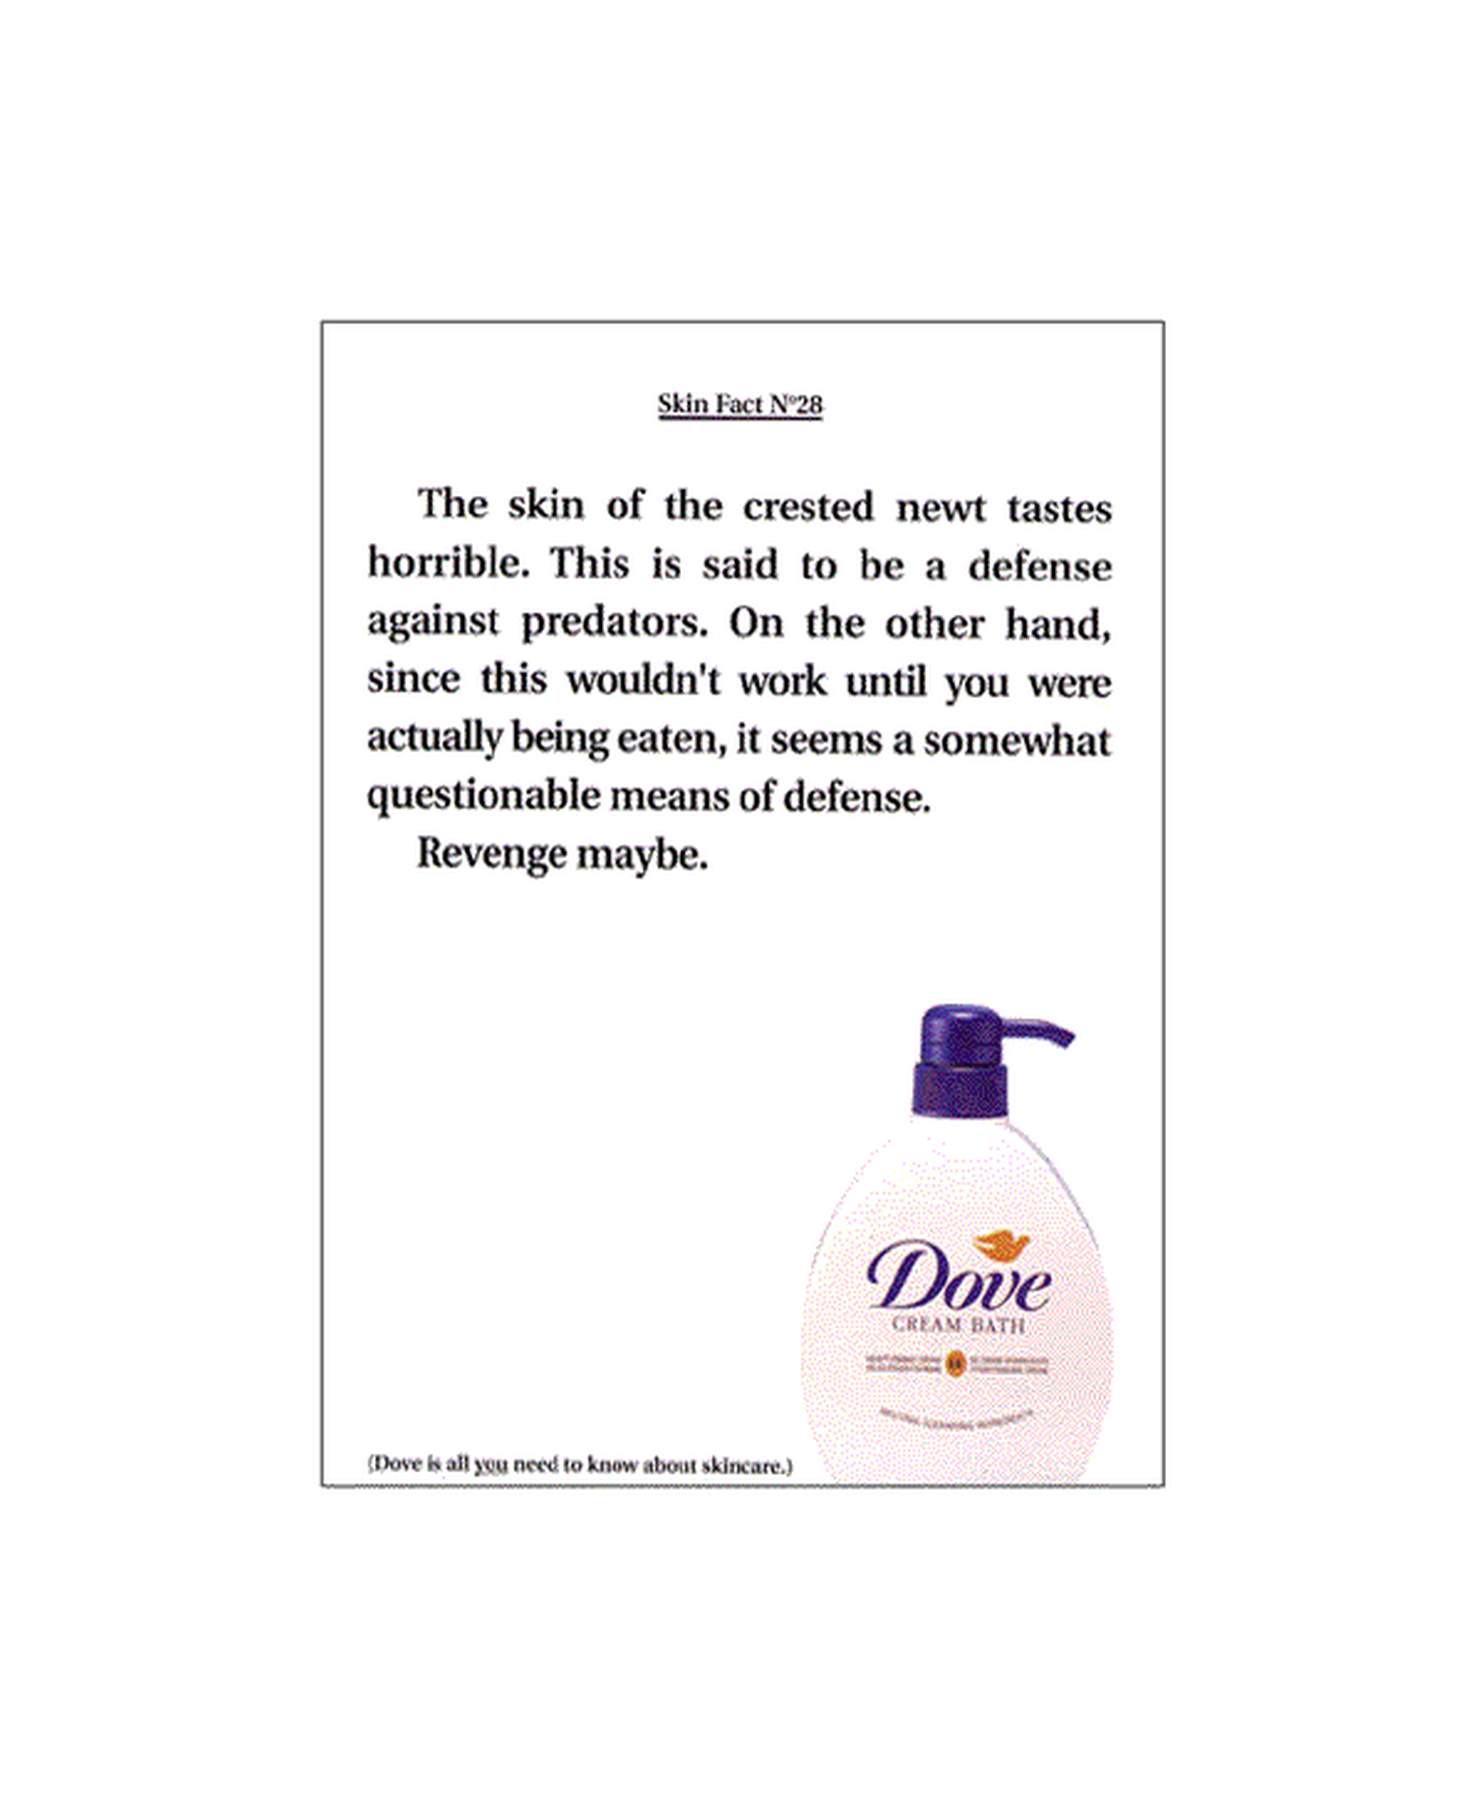 Skin Fact Nº28
The skin of the crested newt tastes
horrible. This is said to be a defense
against predators. On the other hand,
since this wouldn't work until you were
actually being eaten, it seems a somewhat
questionable means of defense.
Revenge maybe.
Dove
CREAM BATH
(Dove is all you need to know about skincare.)